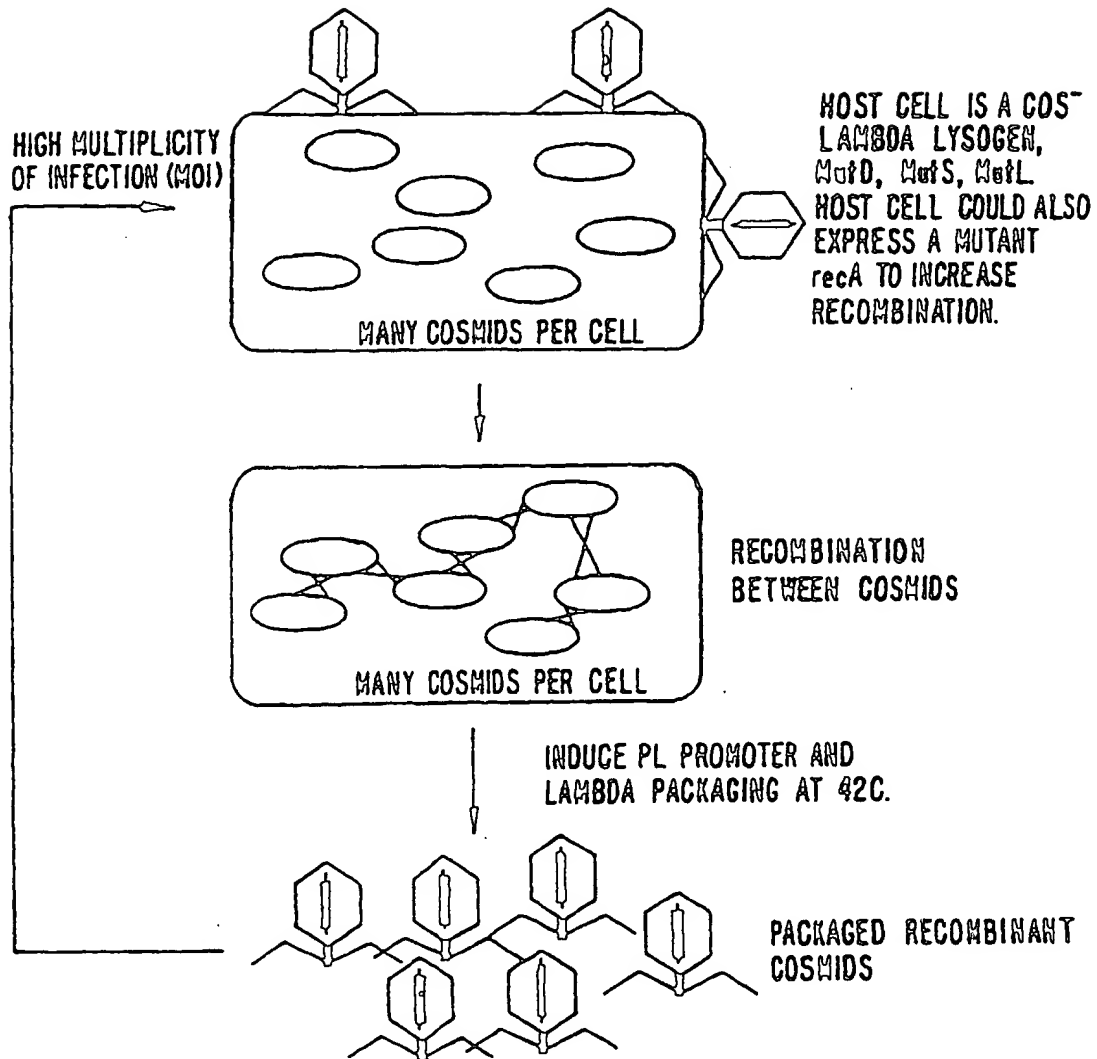 HIGH MULTIPLICITY
OF INFECTION (MOI)
HOST CELL IS A COS-
LAMBDA LYSOGEN,
MutD, MutS, MutL.
HOST CELL COULD ALSO
EXPRESS A MUTANT
recA TO INCREASE
RECOMBINATION.
MANY COSMIDS PER CELL
RECOMBINATION
BETWEEN COSMIDS
MANY COSMIDS PER CELL
INDUCE PL PROMOTER AND
LAMBDA PACKAGING AT 42C.
PACKAGED RECOMBINANT
COSMIDS